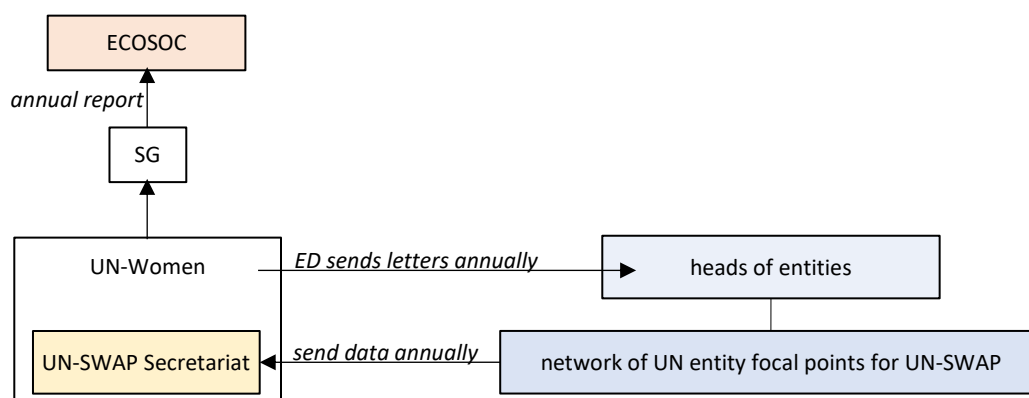 ECOSOC
annual report
SG
UN-Women
ED sends letters annually
heads of entities
UN-SWAP Secretariat
send data annually
network of UN entity focal points for UN-SWAP